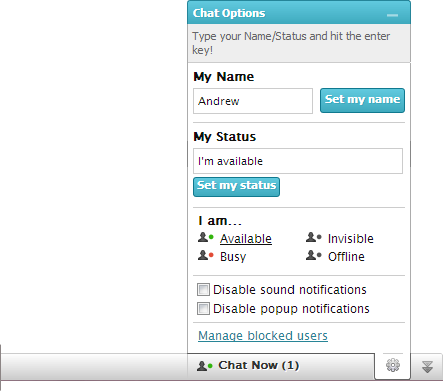 Chat Options
Type your Name/Status and hit the enter
key!
My Name
Andrew
Set my name
My Status
I'm available
Set my status
I am...
Available
Invisible
Busy
Offline
Disable sound notifications
Disable popup notifications
Manage blocked users
Chat Now (1)